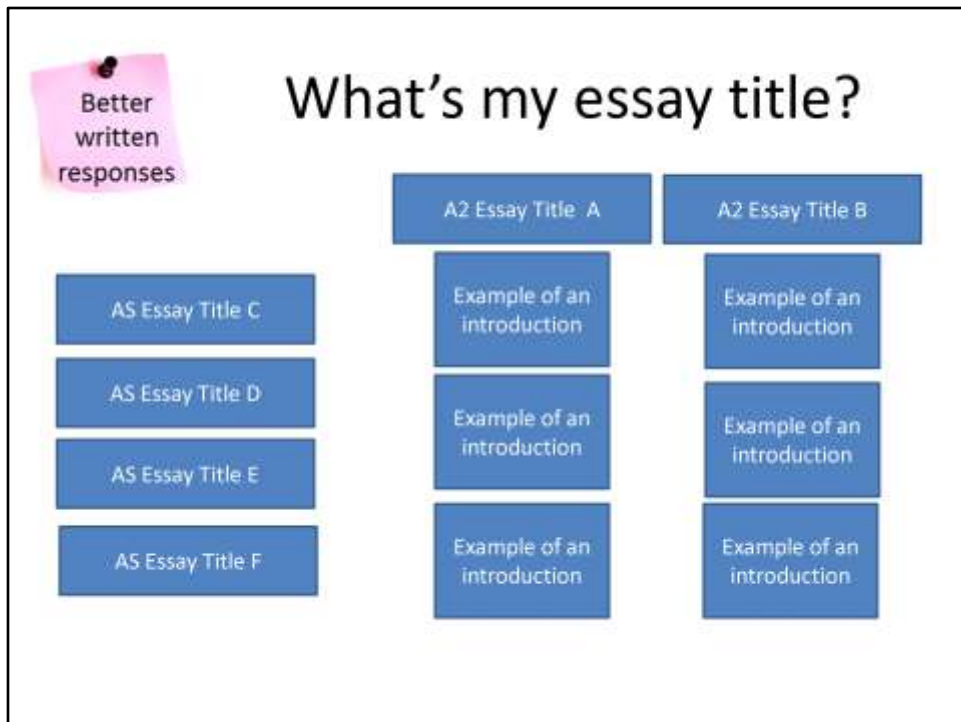 Better
written
responses
What's my essay title?
A2 Essay Title A
A2 Essay Title B
AS Essay Title C
AS Essay Title D
AS Essay Title E
AS Essay Title F
Example of an
introduction
Example of an
introduction
Example of an
introduction
Example of an
introduction
Example of an
introduction
Example of an
introduction